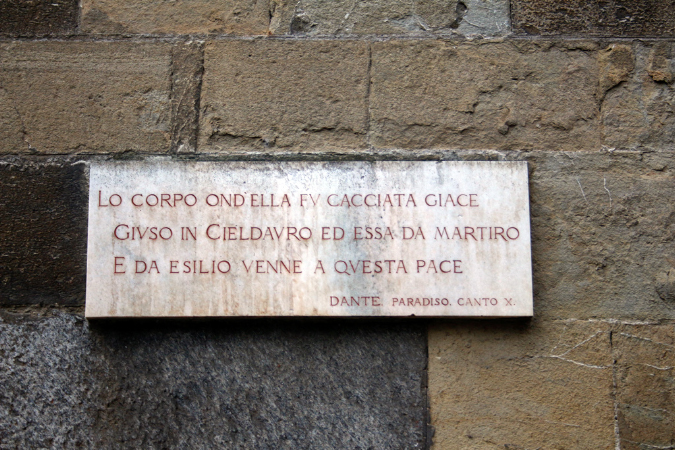 LO CORPO OND'ELLA FV CACCIATA GIACE
GIVSO IN CIELDAVRO ED ESSA DA MARTIRO
E DA ESILIO VENNE A QVESTA PACE
DANTE. PARADISO. CANTO X.